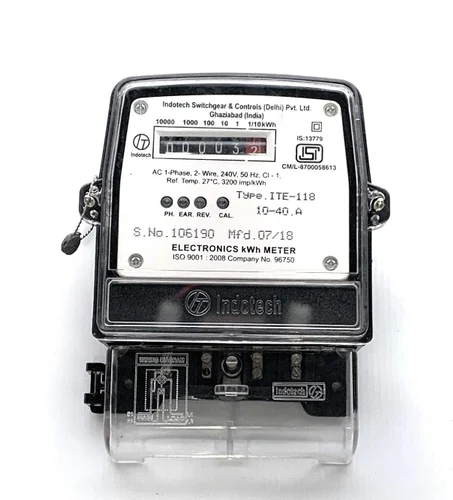 Indotech Switchgear & Controls (Delhi) Pvt. Ltd.
Ghaziabad (India)
10000 1000 100 10 1 1/10kWh
IS:13779
Indotech
ISI
CM/L-8700058613
AC 1-Phase, 2- Wire, 240V, 50 Hz, Cl - 1.
Ref. Temp. 27°C, 3200 imp/kWh
Type.ITE-118
10-40.A
PH. EAR. REV. CAL.
S.No.106190 Mfd.07/18
ELECTRONICS kWh METER
ISO 9001 : 2008 Company No. 96750
Indotech
WIRING DIAGRAM
Indotech